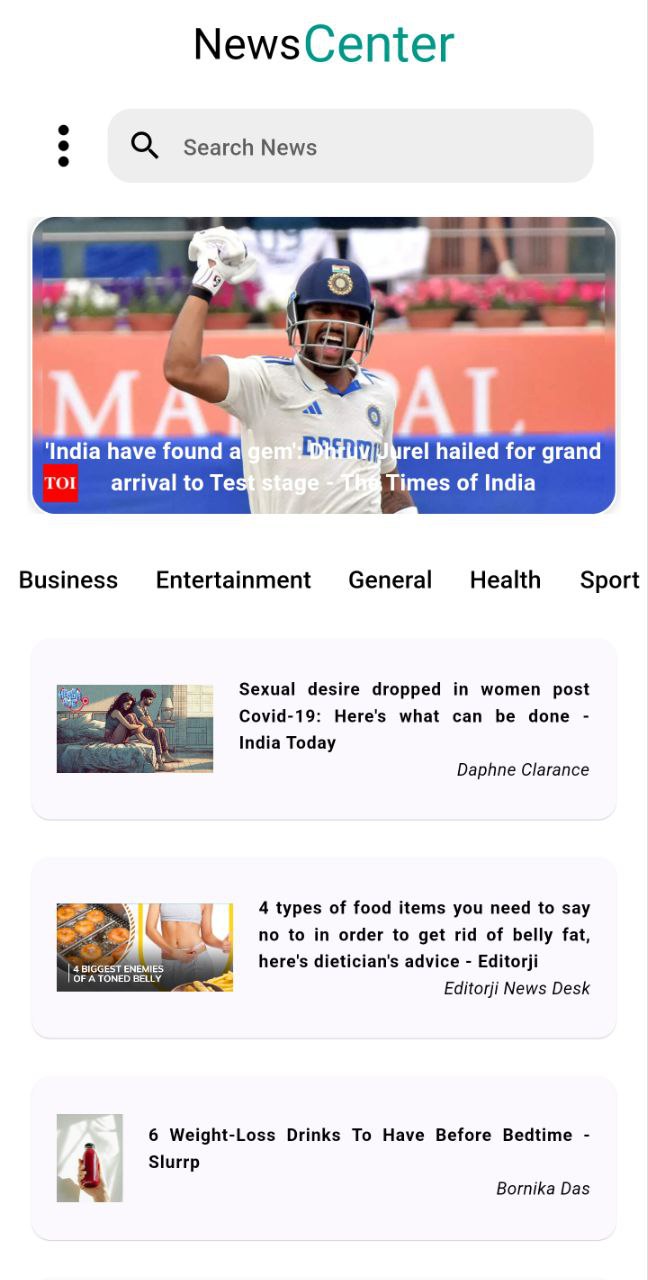 NewsCenter
Search News
MA PAL
DREAM11
'India have found a gem': Dhruv Jurel hailed for grand
TOI
arrival to Test stage - The Times of India
Business Entertainment General Health Sport
Sexual desire dropped in women post
Covid-19: Here's what can be done -
India Today
Daphne Clarance
4 types of food items you need to say
no to in order to get rid of belly fat,
here's dietician's advice - Editorji
4 BIGGEST ENEMIES
OF A TONED BELLY
Editorji News Desk
6 Weight-Loss Drinks To Have Before Bedtime -
Slurrp
Bornika Das